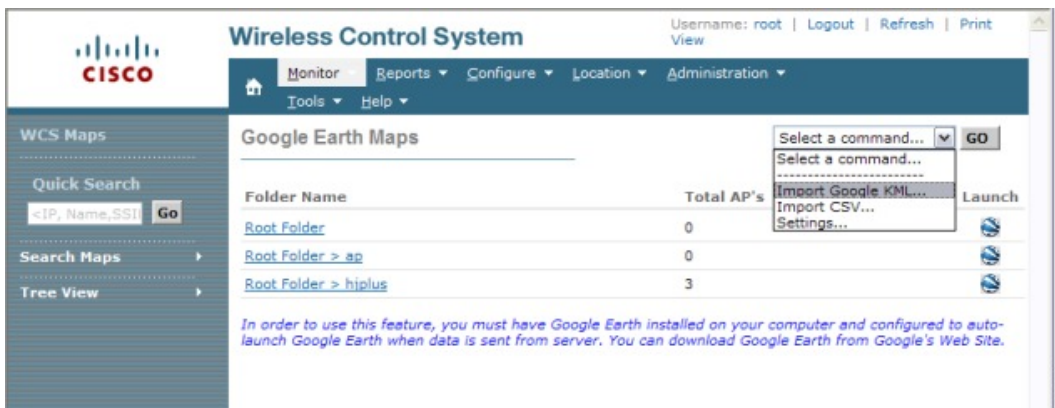 CISCO
Wireless Control System
Username: root | Logout | Refresh | Print
View
Monitor Reports Configure Location Administration
Tools Help
WCS Maps
Quick Search
<IP, Name,SSI
Go
Search Maps
Tree View
Google Earth Maps
Select a command...
GO
Select a command...
------------------------
Import Google KML...
Import CSV...
Settings...
Folder Name Total AP's Launch
Root Folder 0
Root Folder > ap 0
Root Folder > hjplus 3
In order to use this feature, you must have Google Earth installed on your computer and configured to auto-
launch Google Earth when data is sent from server. You can download Google Earth from Google's Web Site.